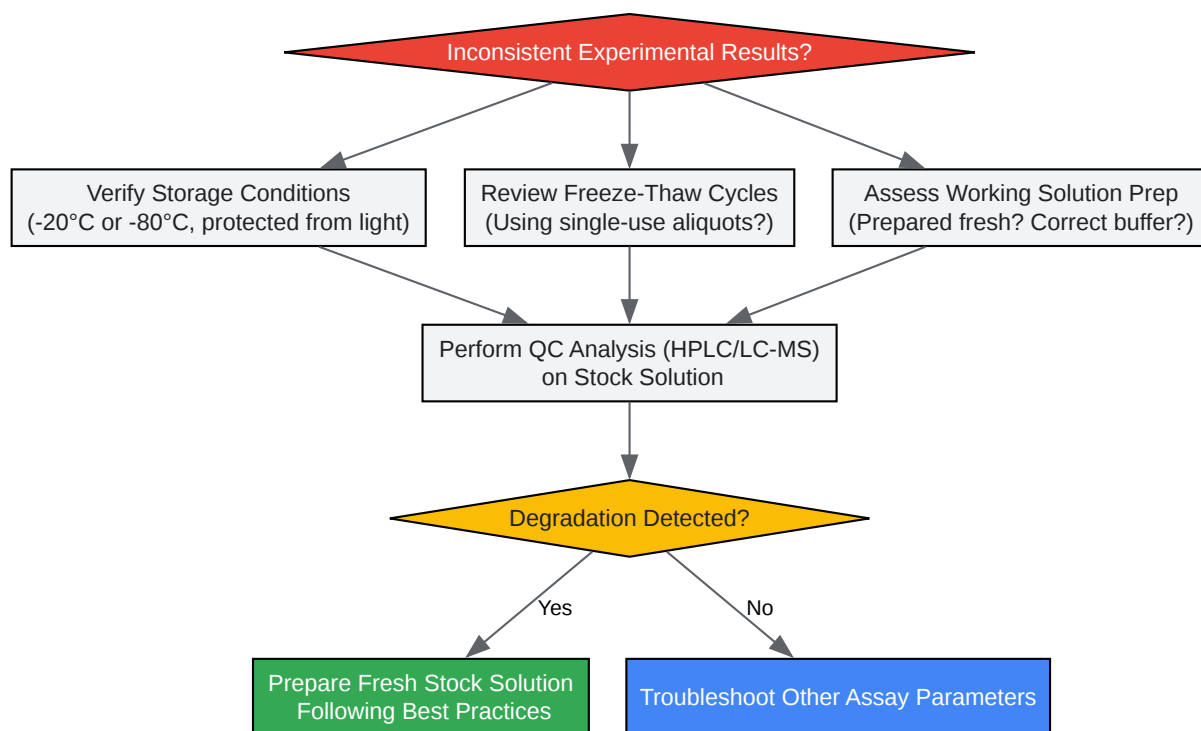 Inconsistent Experimental Results?
Verify Storage Conditions
(-20°C or -80°C, protected from light)
Review Freeze-Thaw Cycles
(Using single-use aliquots?)
Assess Working Solution Prep
(Prepared fresh? Correct buffer?)
Perform QC Analysis (HPLC/LC-MS)
on Stock Solution
Degradation Detected?
Yes
No
Prepare Fresh Stock Solution
Following Best Practices
Troubleshoot Other Assay Parameters